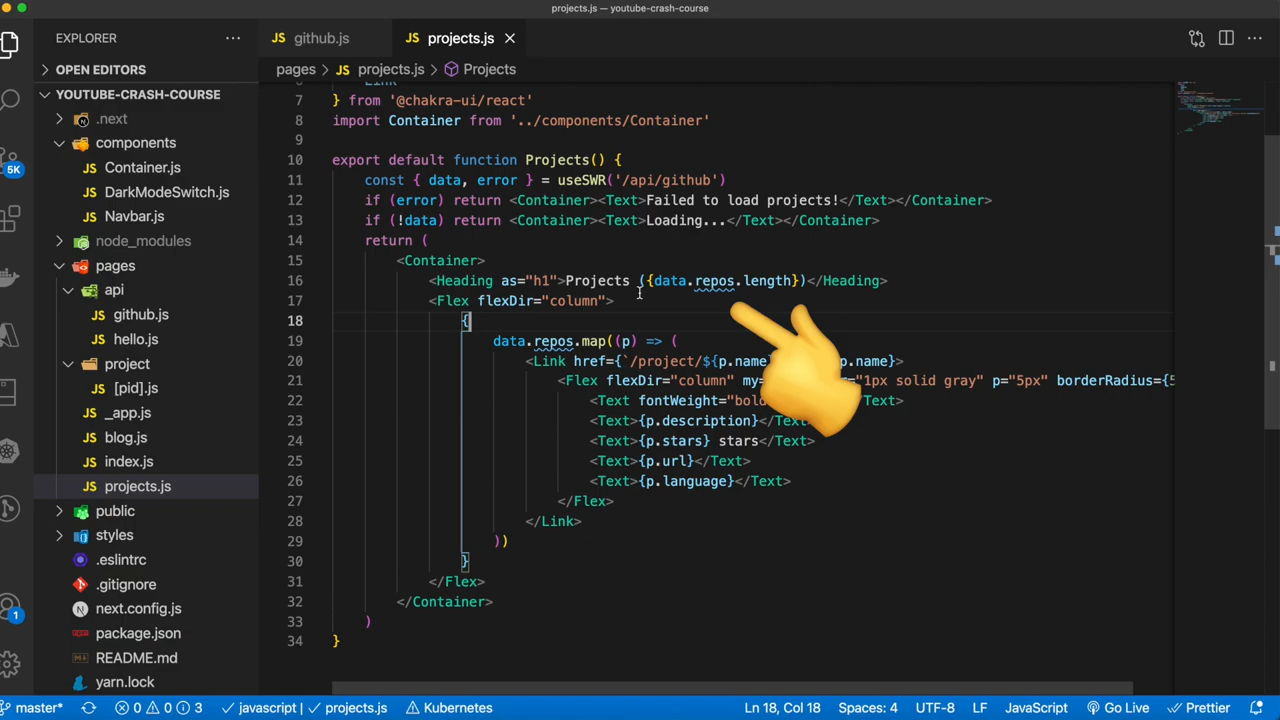 projects.js — youtube-crash-course
EXPLORER
github.js
projects.js
OPEN EDITORS
pages > projects.js > Projects
YOUTUBE-CRASH-COURSE
.next
components
Container.js
DarkModeSwitch.js
Navbar.js
node_modules
pages
api
github.js
hello.js
project
[pid].js
_app.js
blog.js
index.js
projects.js
public
styles
.eslintrc
.gitignore
next.config.js
package.json
README.md
yarn.lock
5K
1
7 } from '@chakra-ui/react'
8 import Container from '../components/Container'
9
10 export default function Projects() {
11 const { data, error } = useSWR('/api/github')
12 if (error) return <Container><Text>Failed to load projects!</Text></Container>
13 if (!data) return <Container><Text>Loading...</Text></Container>
14 return (
15 <Container>
16 <Heading as="h1">Projects ({data.repos.length})</Heading>
17 <Flex flexDir="column">
18 {
19 data.repos.map((p) => (
20 <Link href={`/project/${p.name} p.name}>
21 <Flex flexDir="column" my= "1px solid gray" p="5px" borderRadius={5
22 <Text fontWeight="bold Text>
23 <Text>{p.description}</Text>
24 <Text>{p.stars} stars</Text>
25 <Text>{p.url}</Text>
26 <Text>{p.language}</Text>
27 </Flex>
28 </Link>
29 ))
30 }
31 </Flex>
32 </Container>
33 )
34 }
master* 0 0 3 javascript | projects.js Kubernetes Ln 18, Col 18 Spaces: 4 UTF-8 LF JavaScript Go Live Prettier